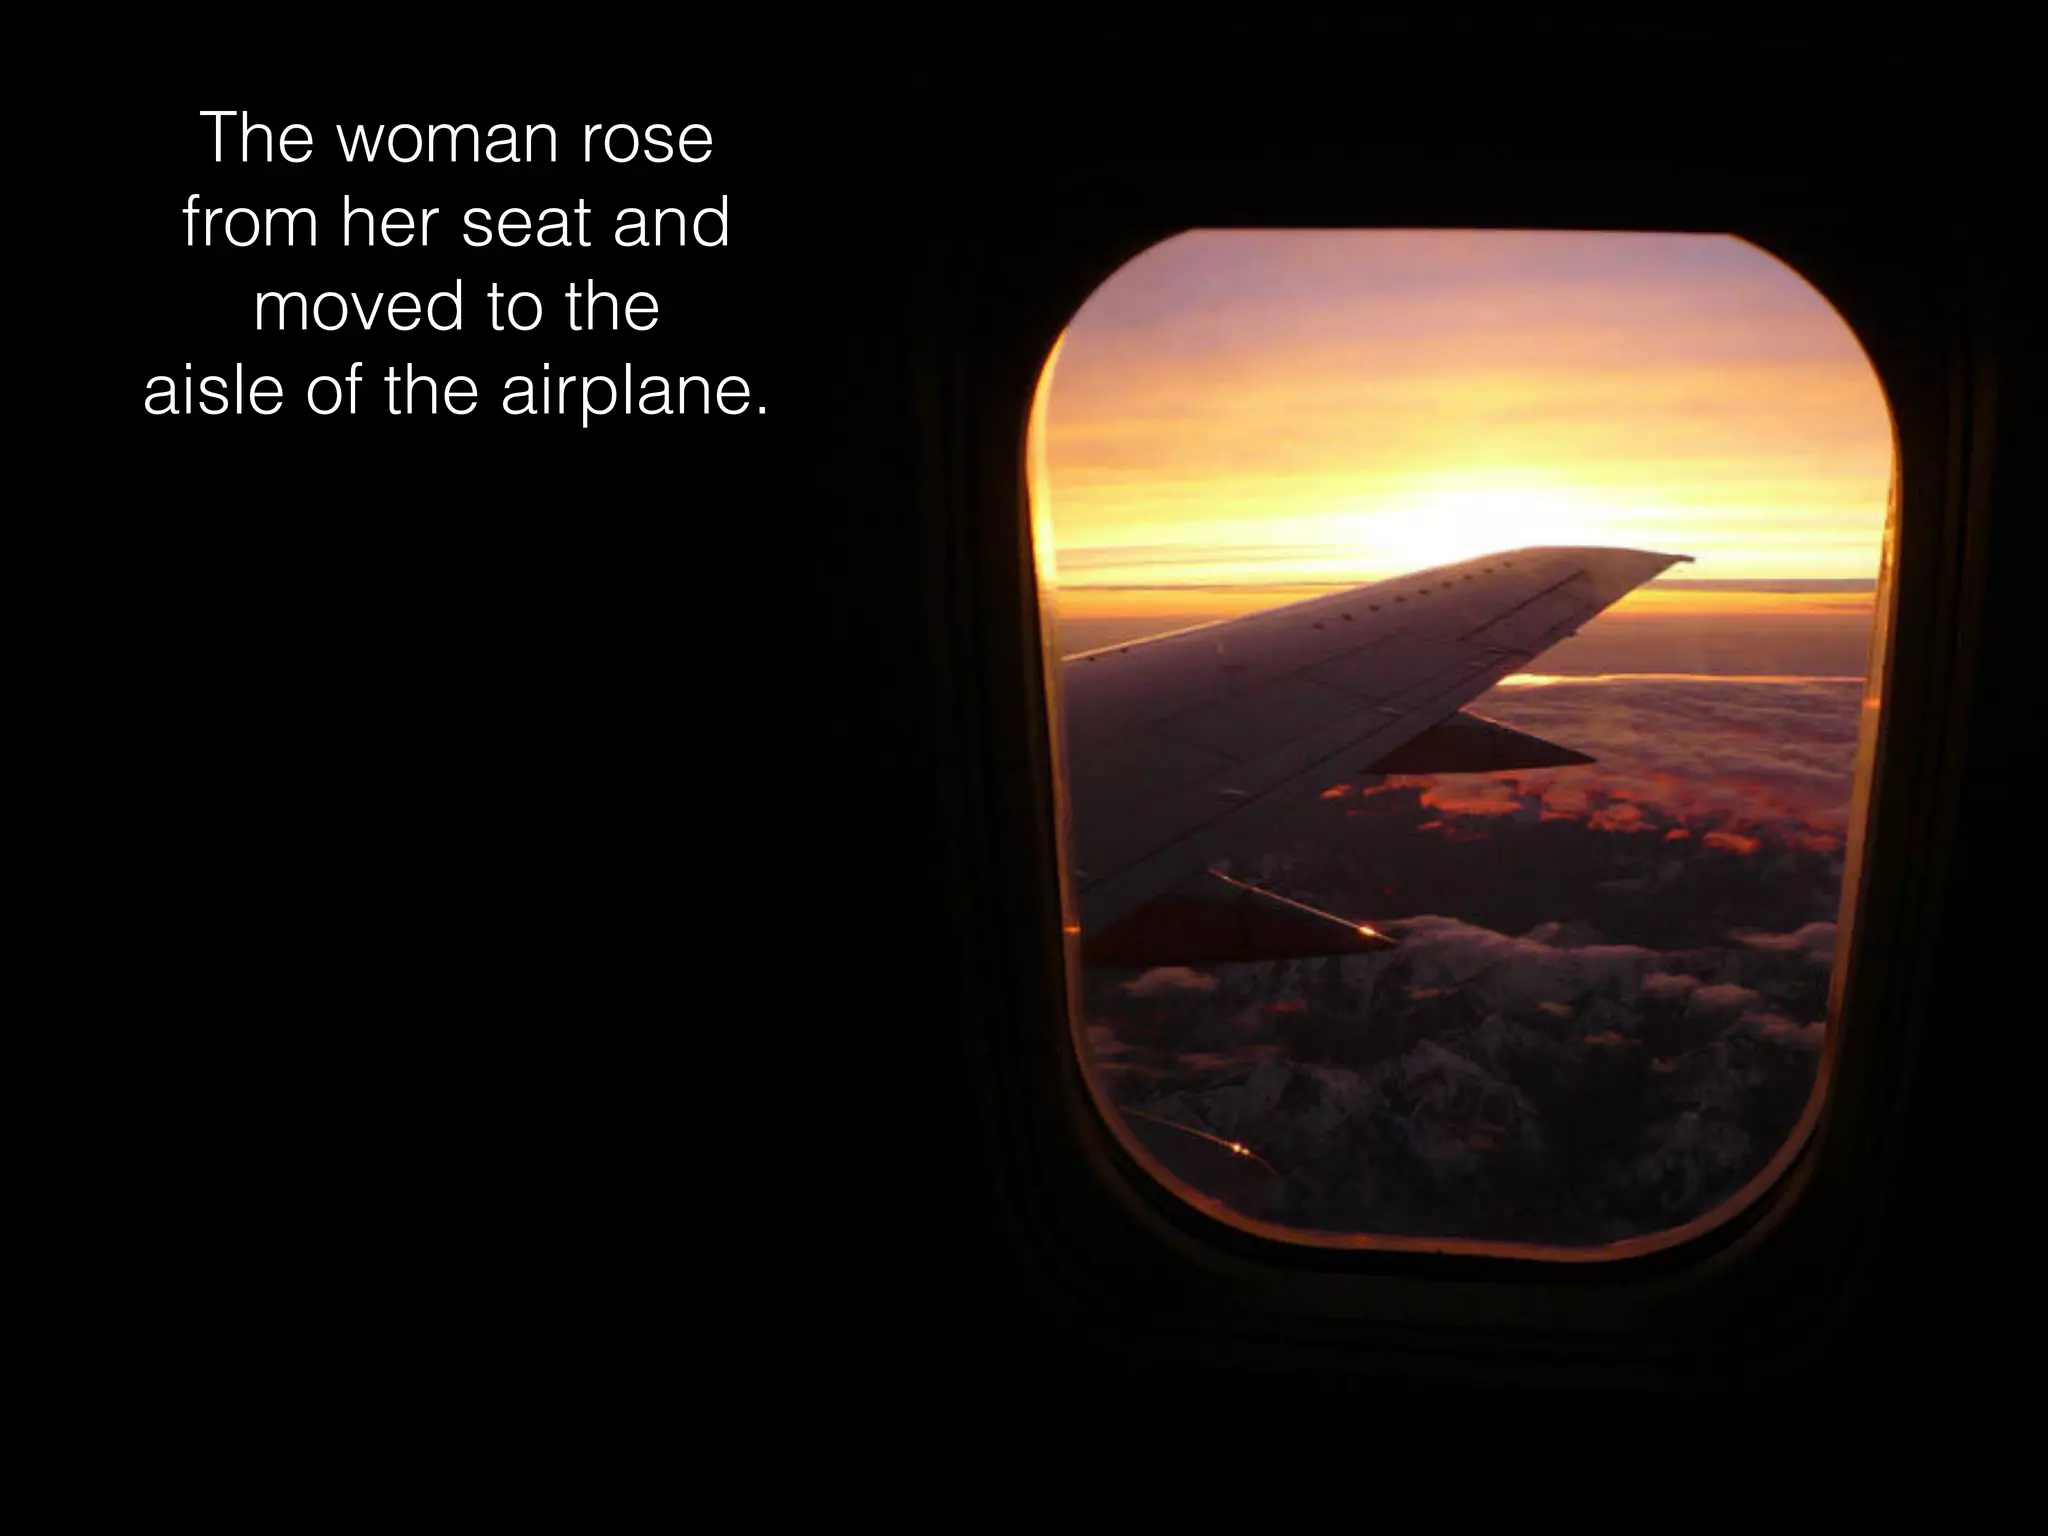 The woman rose
from her seat and
moved to the
aisle of the airplane.